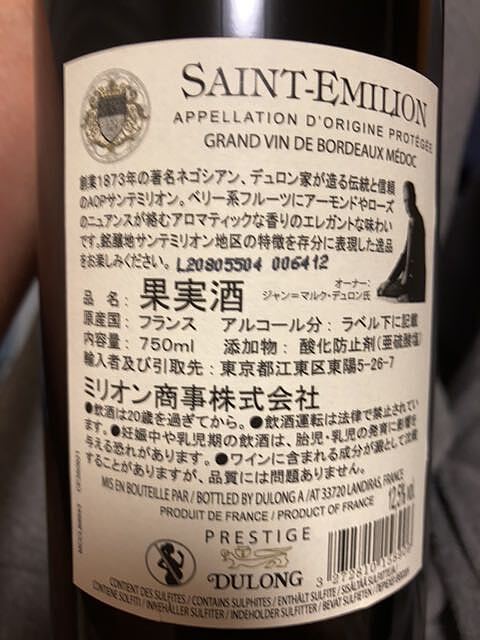 SAINT-EMILION
APPELLATION D'ORIGINE PROTÉGÉE
GRAND VIN DE BORDEAUX MÉDOC
創業1873年の著名ネゴシアン、デュロン家が造る伝統と信頼
のAOPサンテミリオン。ベリー系フルーツにアーモンドやローズ
のニュアンスが絡むアロマティックな香りのエレガントな味わい
です。銘醸地サンテミリオン地区の特徴を存分に表現した逸品
をお楽しみください。 L20805504 006412
オーナー:
ジャン=マルク・デュロン氏
品名: 果実酒
原産国: フランス アルコール分: ラベル下に記載
内容量: 750ml 添加物: 酸化防止剤(亜硫酸塩)
輸入者及び引取先: 東京都江東区東陽5-26-7
ミリオン商事株式会社
●飲酒は20歳を過ぎてから。●飲酒運転は法律で禁止されてい
ます。●妊娠中や乳児期の飲酒は、胎児・乳児の発育に影響を
与える恐れがあります。●ワインに含まれる成分が澱として沈殿
することがありますが、品質には問題ありません。
MIS EN BOUTEILLE PAR / BOTTLED BY DULONG A / AT 33720 LANDIRAS, FRANCE
PRODUIT DE FRANCE / PRODUCT OF FRANCE 12,5% vol.
PRESTIGE
DULONG
CONTENT DES SULFITES / CONTAINS SULPHITES / ENTHÄLT SULFITE / SISÄLTÄÄ SULFIITTEJA /
CONTIENE SOLFITI / INNEHÅLLER SULFITER / INDEHOLDER SULFITTER / BEVAT SULFIETEN /